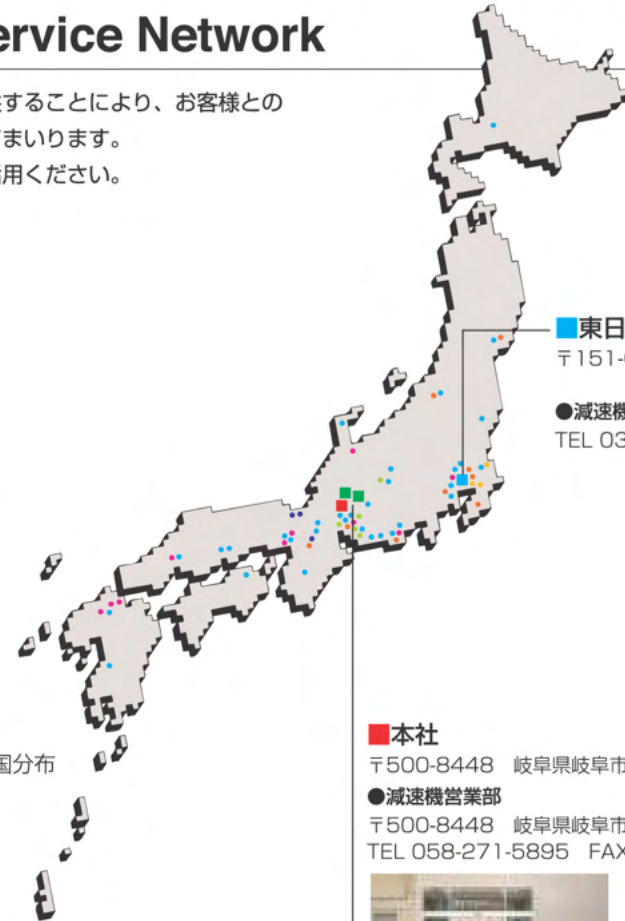 ervice Network
することにより、お客様との
まいります。
活用ください。
■東日
〒151-
●減速機
TEL 03
国分布
■本社
〒500-8448 岐阜県岐阜市
●減速機営業部
〒500-8448 岐阜県岐阜市
TEL 058-271-5895 FAX